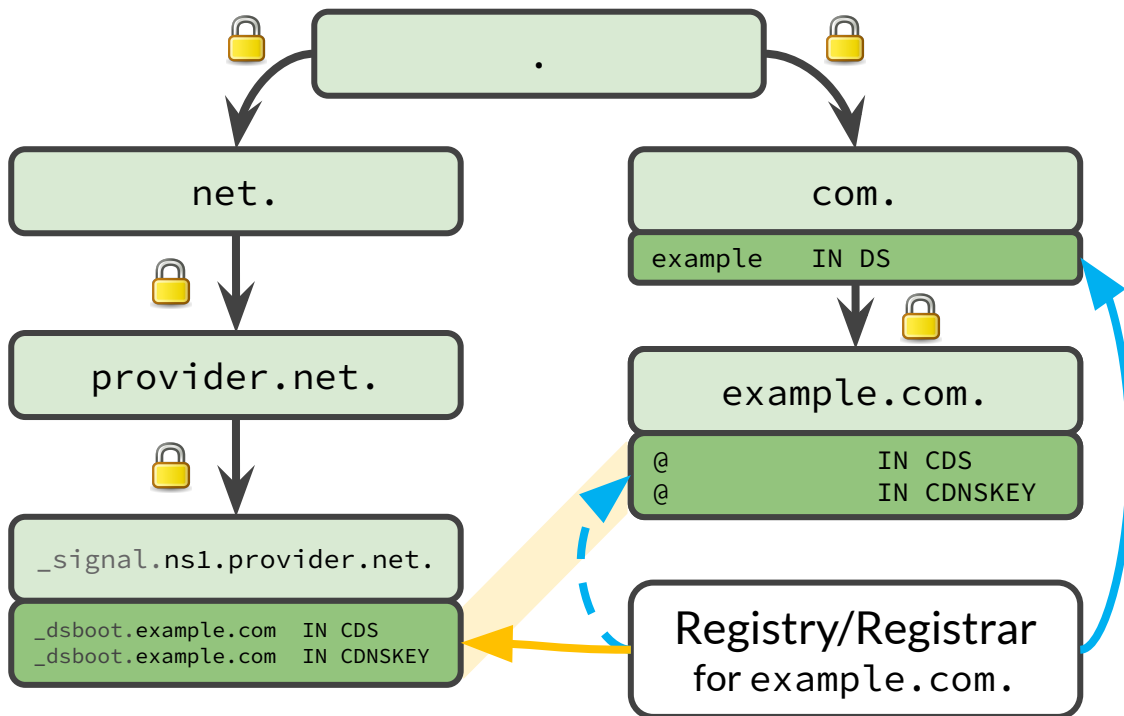 .
net.
com.
example IN DS
provider.net.
example.com.
@ IN CDS
@ IN CDNSKEY
_signal.ns1.provider.net.
_dsboot.example.com IN CDS
_dsboot.example.com IN CDNSKEY
Registry/Registrar
for example.com.